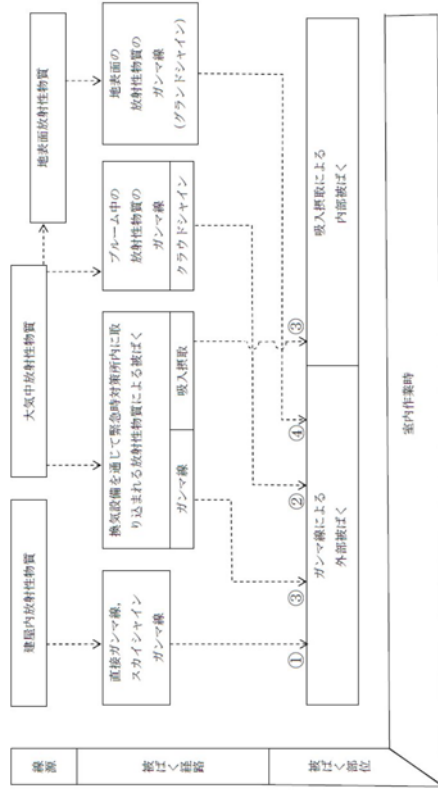 線源
建屋内放射性物質
大気中放射性物質
地表面放射性物質
被ばく経路
直接ガンマ線,
スカイシャイン
ガンマ線
換気設備を通じて緊急時対策所内に取
り込まれる放射性物質による被ばく
ガンマ線
吸入摂取
プルーム中の
放射性物質の
ガンマ線
クラウドシャイン
地表面の
放射性物質の
ガンマ線
(グランドシャイン)
①
③
②
④
③
被ばく部位
ガンマ線による
外部被ばく
吸入摂取による
内部被ばく
室内作業時